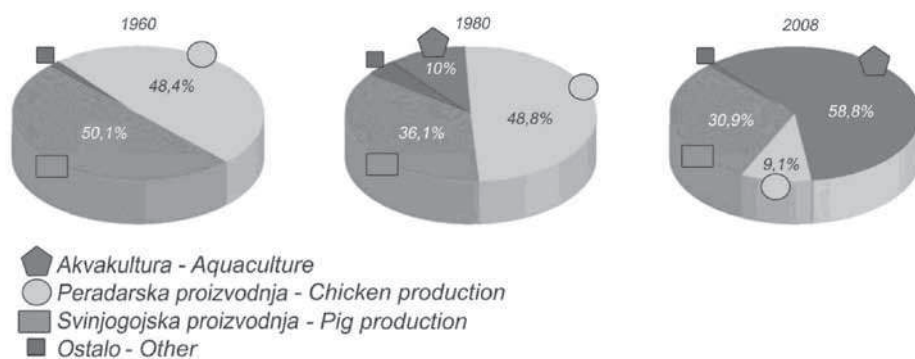 1960
1980
2008
48,4%
50,1%
10%
48,8%
36,1%
58,8%
30,9%
9,1%
Akvakultura - Aquaculture
Peradarska proizvodnja - Chicken production
Svinjogojska proizvodnja - Pig production
Ostalo - Other